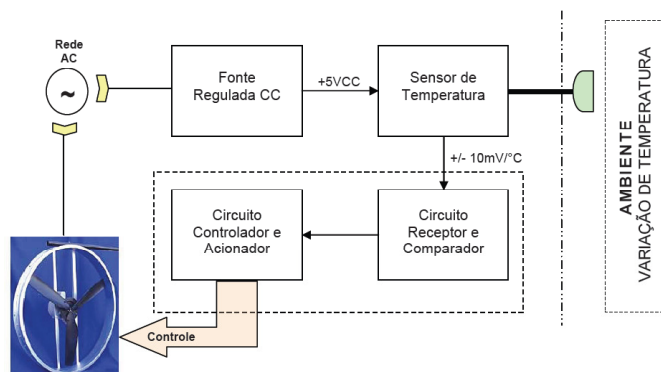 Rede
AC
~
Fonte
Regulada CC
+5VCC
Sensor de
Temperatura
+/- 10mV/°C
Circuito
Controlador e
Acionador
Circuito
Receptor e
Comparador
Controle
AMBIENTE
VARIAÇÃO DE TEMPERATURA